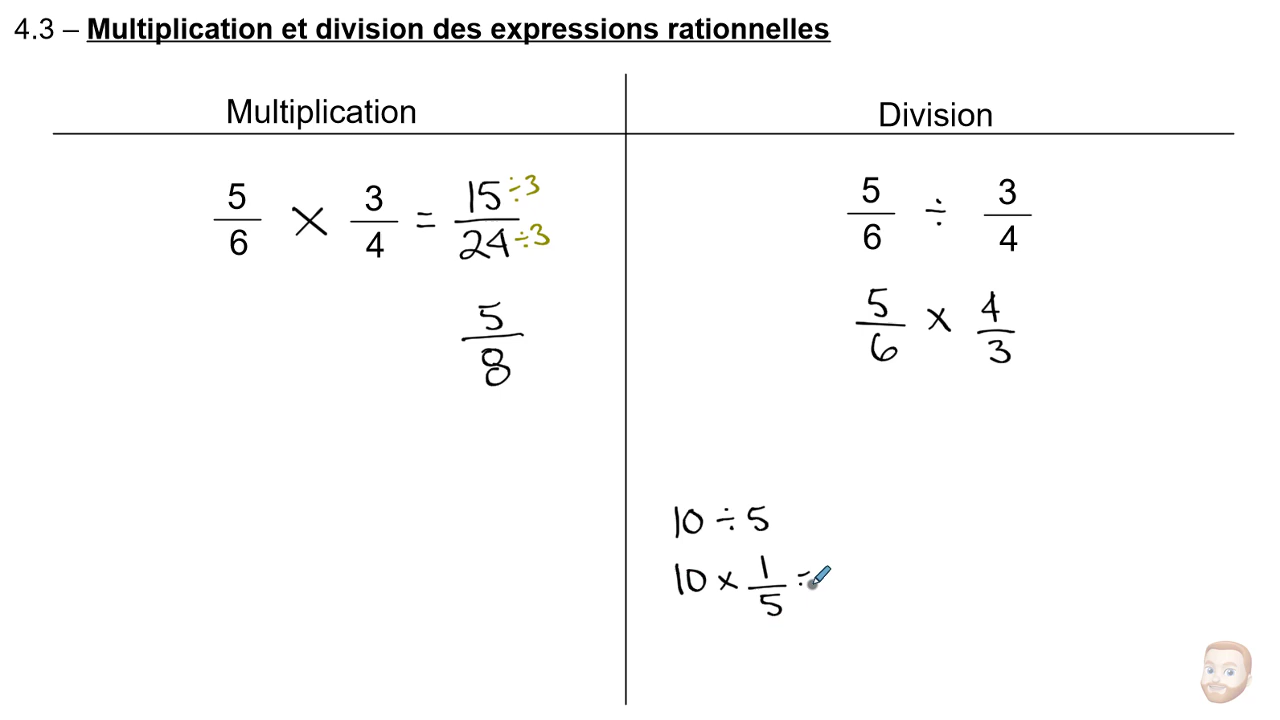 4.3 – Multiplication et division des expressions rationnelles
Multiplication
5/6 × 3/4 = 15÷3/24÷3
5/8
Division
5/6 ÷ 3/4
5/6 × 4/3
10 ÷ 5
10 × 1/5 =